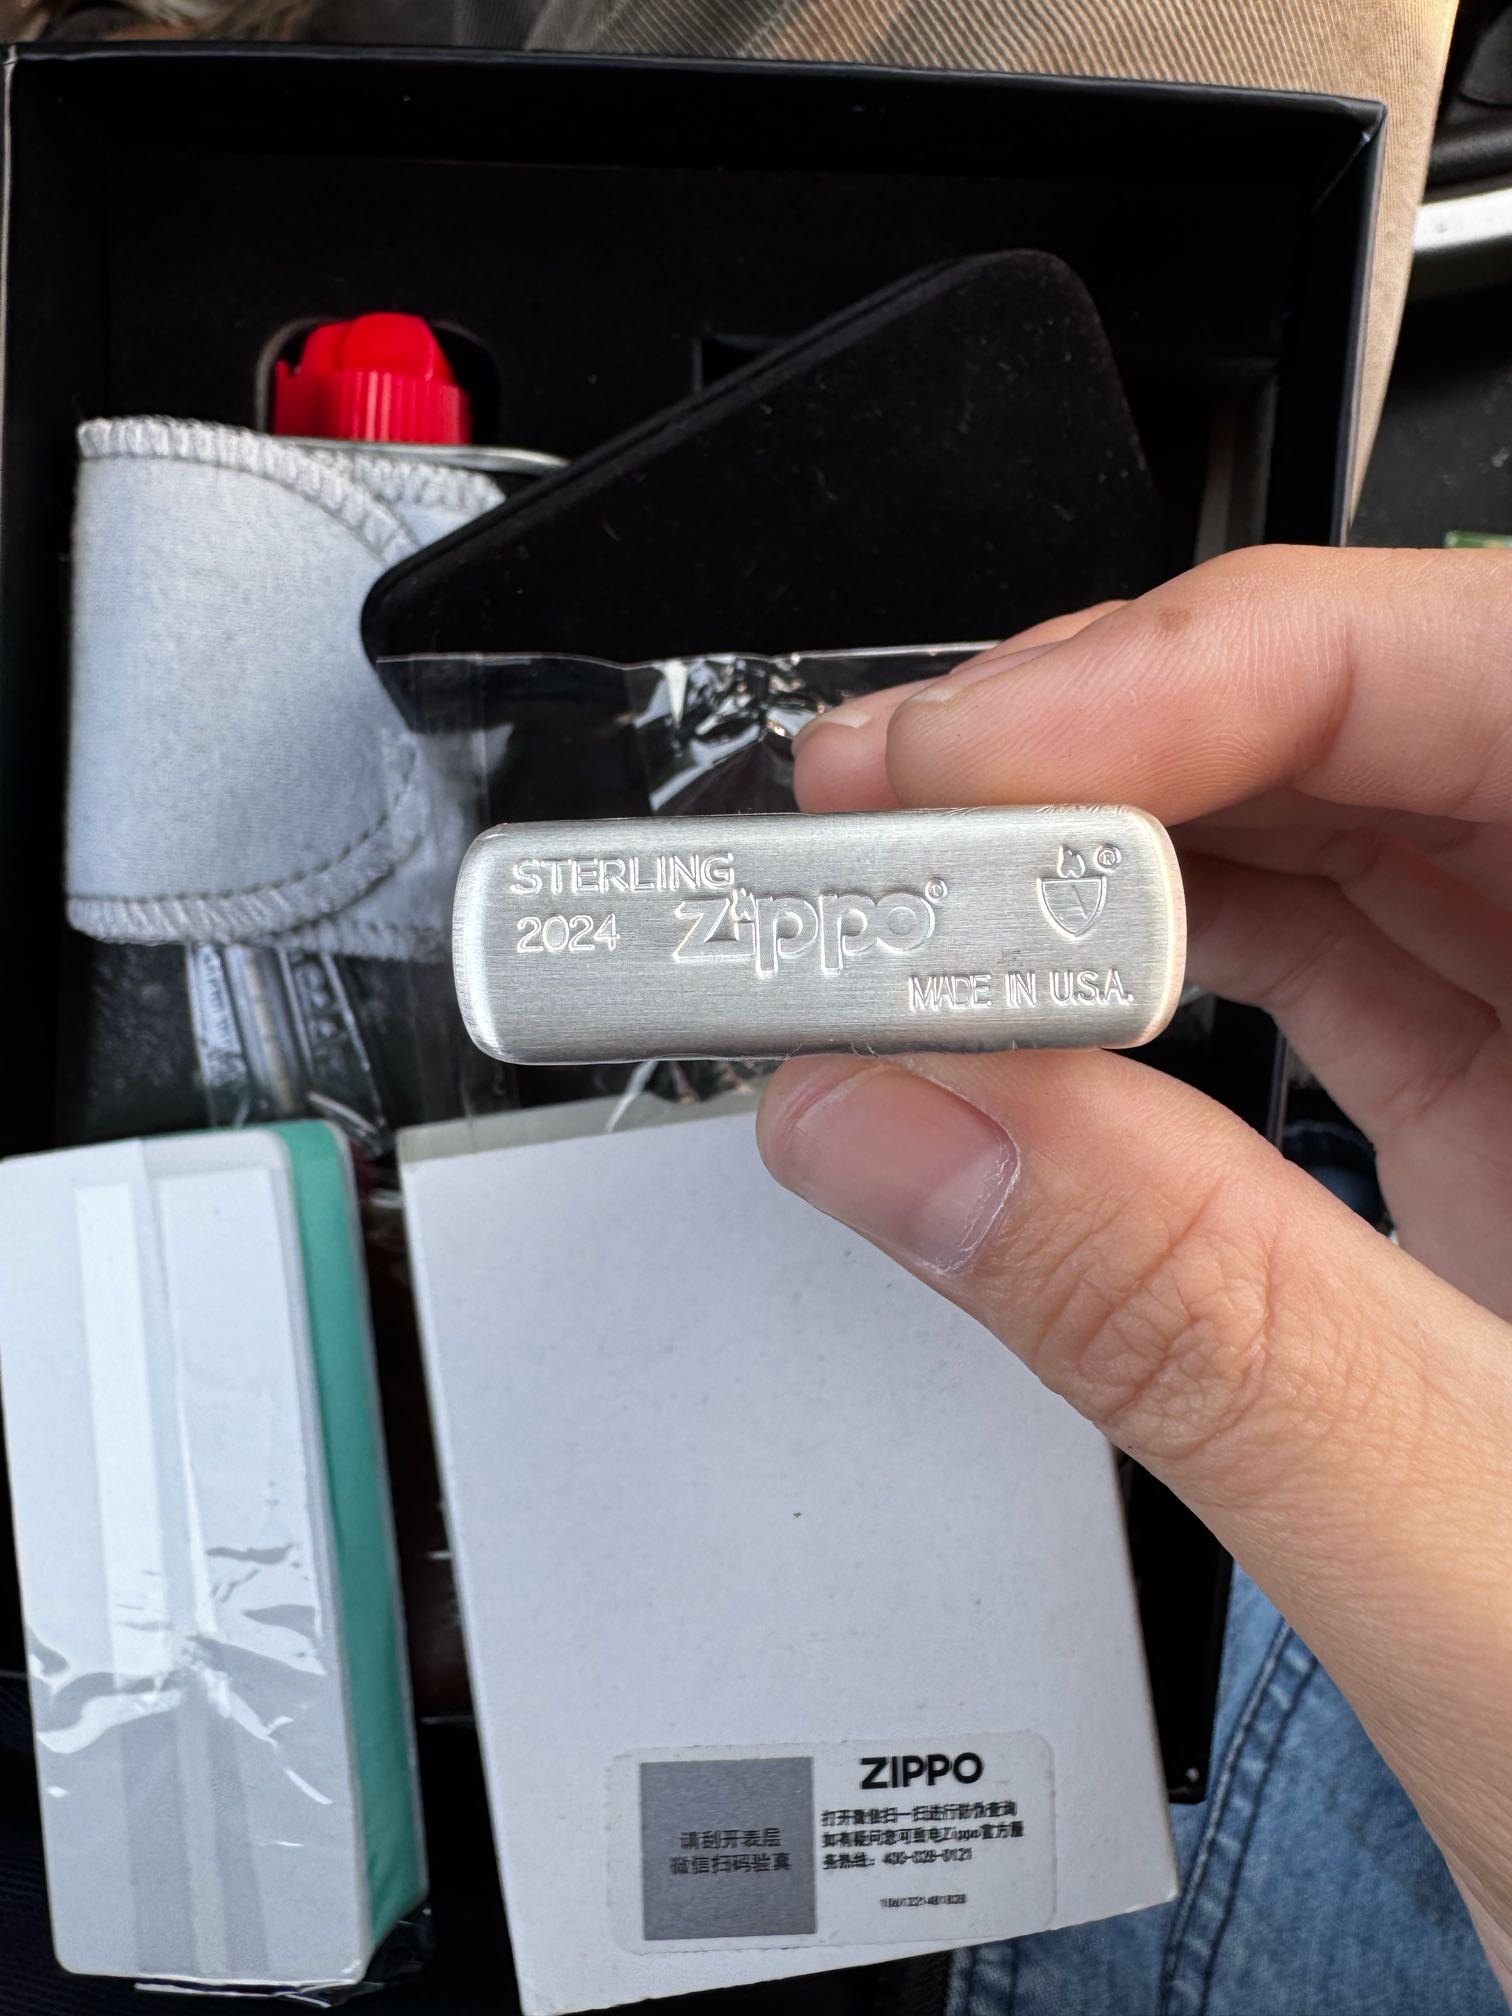 STERLING
2024
zippo®
®
MADE IN U.S.A.
ZIPPO
请刮开表层
微信扫码验真
打开微信扫一扫进行防伪查询
如有疑问您可致电Zippo官方服
务热线：400-828-0121